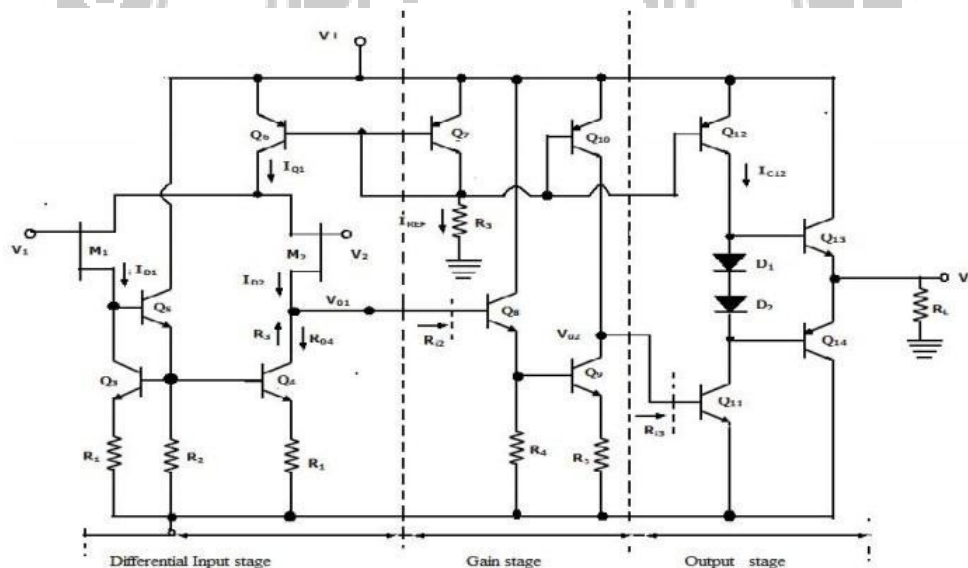 V1
Q6
Q7
Q10
Q12
IQ1
IC12
IREF
R3
V1
M1
M2
V2
Q13
ID1
D1
ID2
Q5
V01
Q8
D2
V
RL
R3
R04
Ri2
V02
Q14
Q3
Q4
Q9
Q11
Ri3
R1
R2
R1
R4
Differential Input stage
Gain stage
Output stage